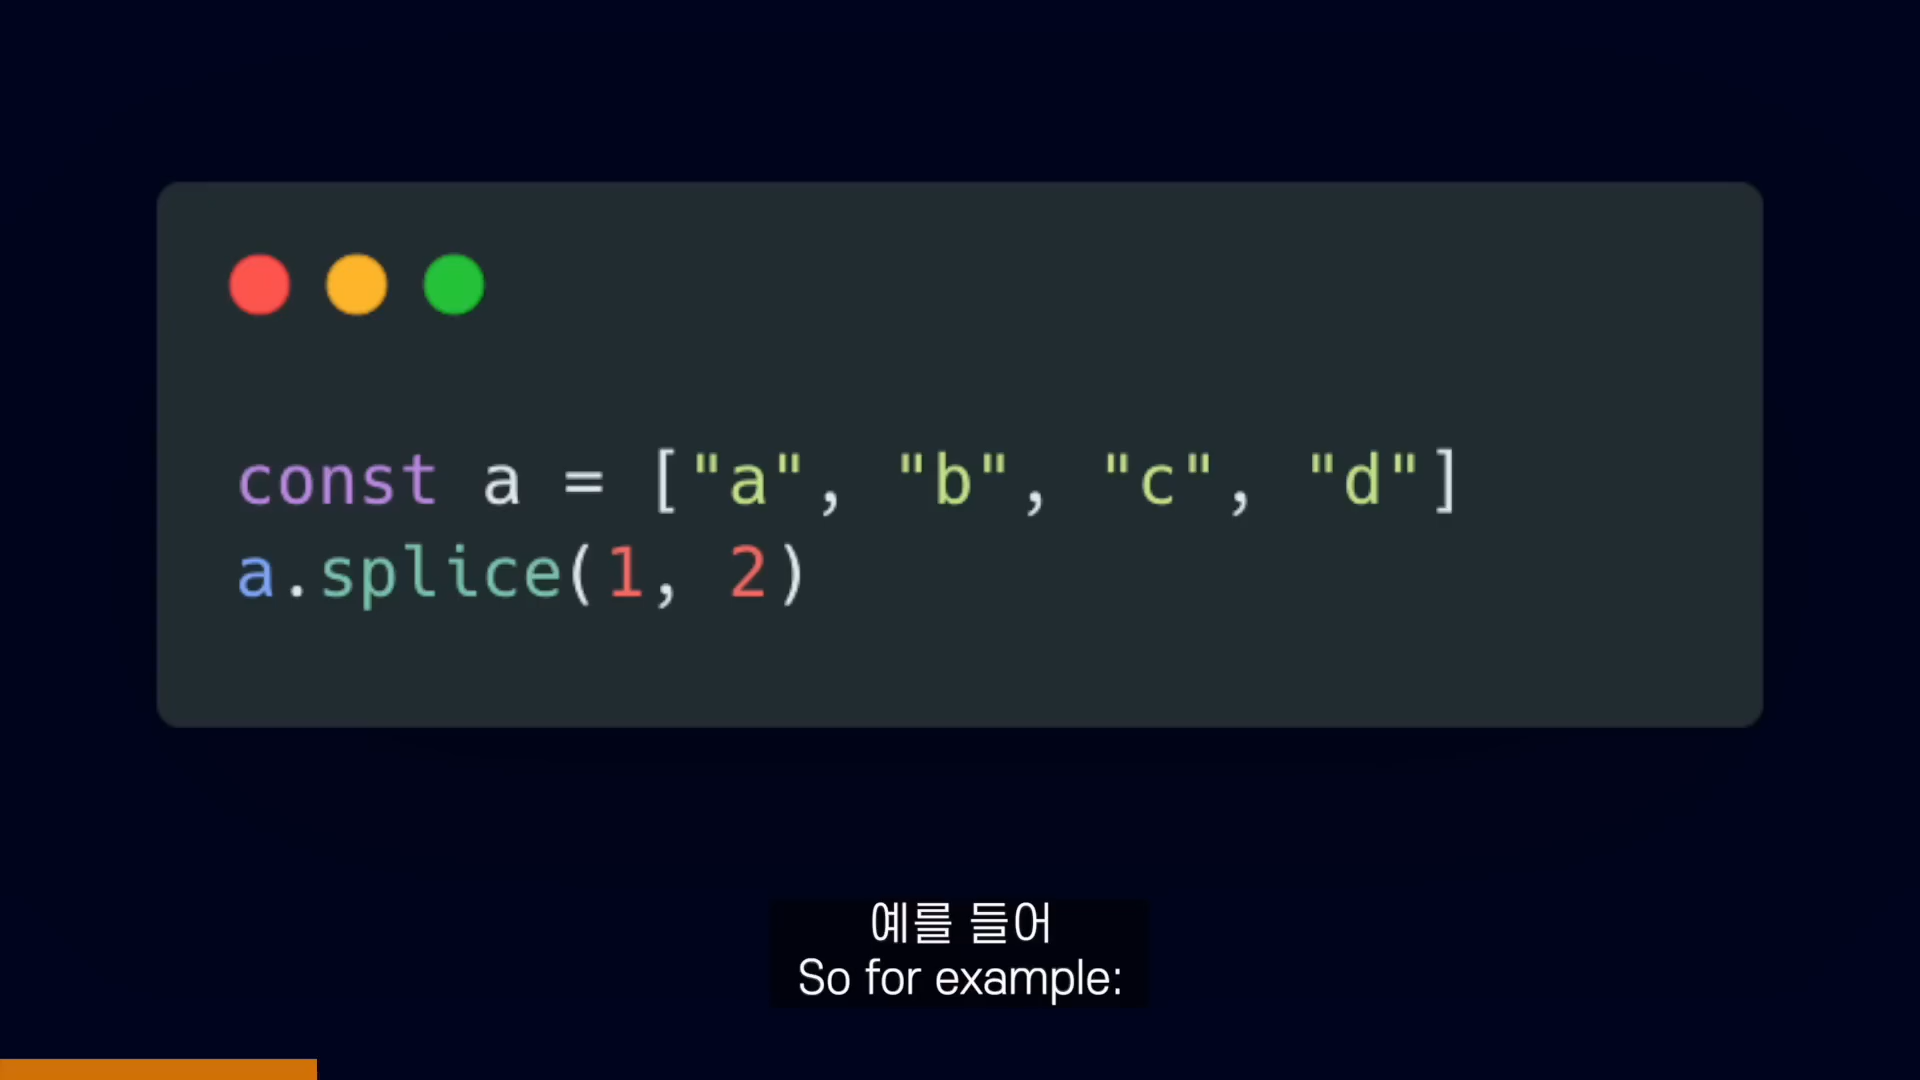 const a = ["a", "b", "c", "d"]
a.splice(1, 2)
예를 들어
So for example: